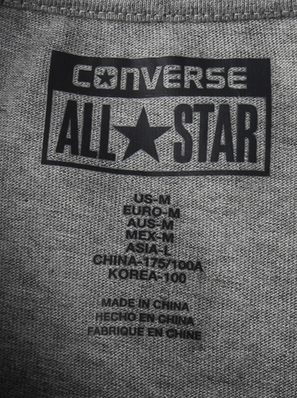 CONVERSE
ALL★STAR
US-M
EURO-M
AUS-M
MEX-M
ASIA-L
CHINA-175/100A
KOREA-100
MADE IN CHINA
HECHO EN CHINA
FABRIQUE EN CHINE